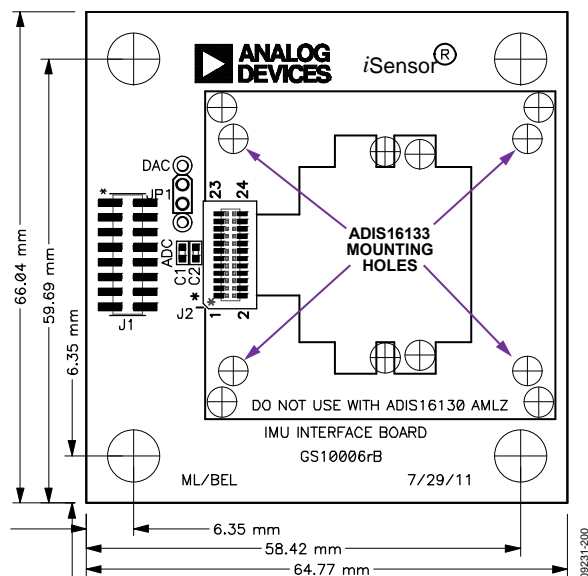 ANALOG
DEVICES
iSensor®
DAC
JP1
*
23
24
ADC
C1
C2
J1
J2
*
*
1
2
ADIS16133
MOUNTING
HOLES
DO NOT USE WITH ADIS16130 AMLZ
IMU INTERFACE BOARD
GS10006rB
ML/BEL
7/29/11
66.04 mm
59.69 mm
6.35 mm
6.35 mm
58.42 mm
64.77 mm
09231-200